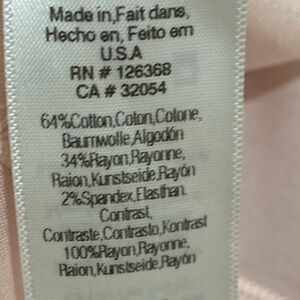 Made in,Fait dans,
Hecho en, Feito em
U.S.A
RN # 126368
CA # 32054
64%Cotton,Coton,Cotone,
Baumwolle,Algodón
34%Rayon,Rayonne,
Raion,Kunstseide,Rayón
2%Spandex,Elasthan.
Contrast,
Contraste,Contrasto,Kontrast
100%Rayon,Rayonne,
Raion,Kunstseide,Rayón